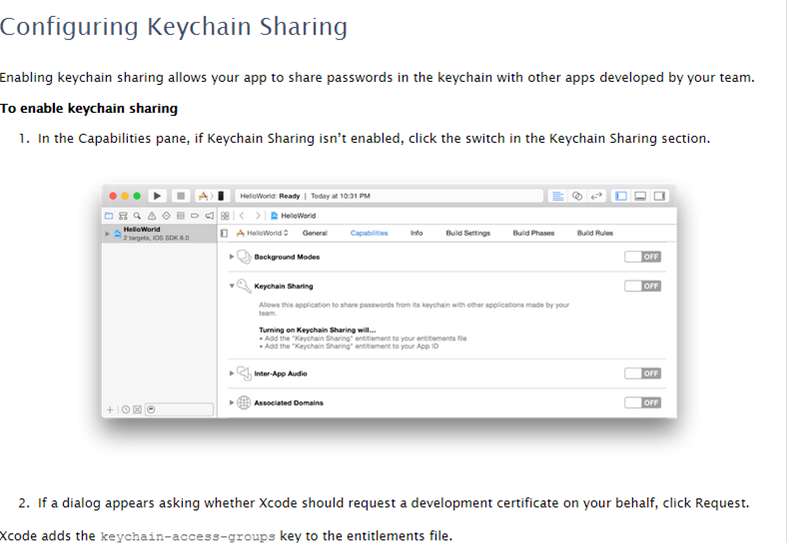 Configuring Keychain Sharing
Enabling keychain sharing allows your app to share passwords in the keychain with other apps developed by your team.
To enable keychain sharing
1. In the Capabilities pane, if Keychain Sharing isn't enabled, click the switch in the Keychain Sharing section.
HelloWorld: Ready | Today at 10:31 PM
HelloWorld
HelloWorld
2 targets, iOS SDK 8.0
HelloWorld General Capabilities Info Build Settings Build Phases Build Rules
Background Modes OFF
Keychain Sharing OFF
Allows this application to share passwords from its keychain with other applications made by your
team.
Turning on Keychain Sharing will...
• Add the "Keychain Sharing" entitlement to your entitlements file
• Add the "Keychain Sharing" entitlement to your App ID
Inter-App Audio OFF
Associated Domains OFF
2. If a dialog appears asking whether Xcode should request a development certificate on your behalf, click Request.
Xcode adds the keychain-access-groups key to the entitlements file.